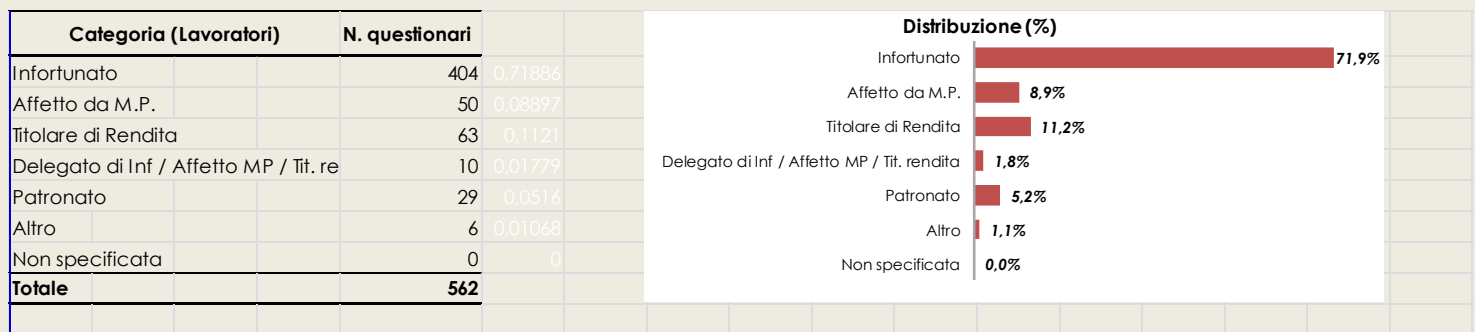 Categoria (Lavoratori) N. questionari
Infortunato 404 0,71886
Affetto da M.P. 50 0,08897
Titolare di Rendita 63 0,1121
Delegato di Inf / Affetto MP / Tit. re 10 0,01779
Patronato 29 0,0516
Altro 6 0,01068
Non specificata 0 0
Totale 562
Distribuzione (%)
Infortunato 71,9%
Affetto da M.P. 8,9%
Titolare di Rendita 11,2%
Delegato di Inf / Affetto MP / Tit. rendita 1,8%
Patronato 5,2%
Altro 1,1%
Non specificata 0,0%